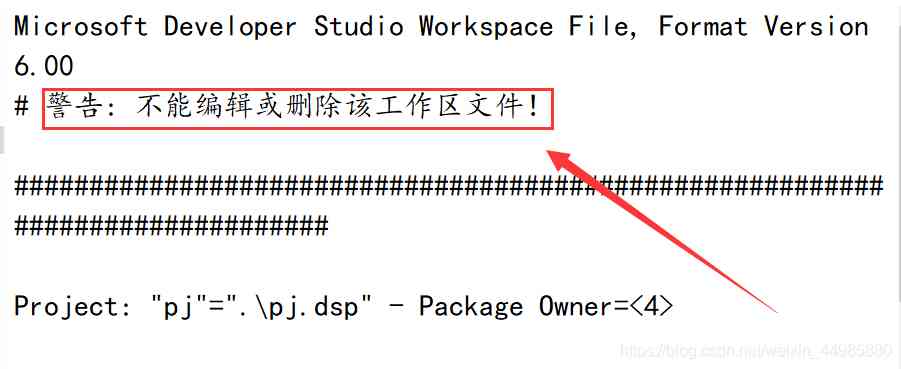 Microsoft Developer Studio Workspace File, Format Version
6.00
# 警告: 不能编辑或删除该工作区文件!
##########################################################
#####################
Project: "pj"=".\pj.dsp" - Package Owner=<4>
https://blog.csdn.net/weixin_44985880